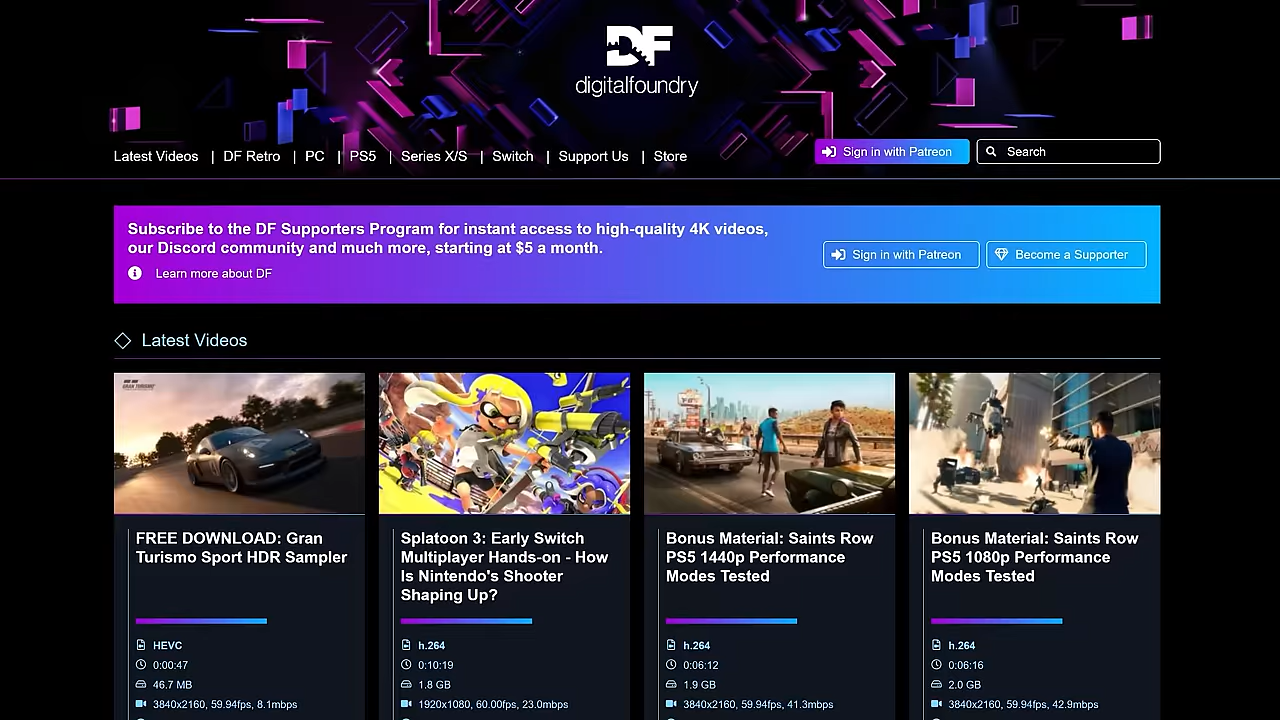 DF
digitalfoundry
Latest Videos | DF Retro | PC | PS5 | Series X/S | Switch | Support Us | Store
Sign in with Patreon
Search
Subscribe to the DF Supporters Program for instant access to high-quality 4K videos,
our Discord community and much more, starting at $5 a month.
Learn more about DF
Sign in with Patreon
Become a Supporter
Latest Videos
GRAN TURISMO
FREE DOWNLOAD: Gran
Turismo Sport HDR Sampler
HEVC
0:00:47
46.7 MB
3840x2160, 59.94fps, 8.1mbps
Splatoon 3: Early Switch
Multiplayer Hands-on - How
Is Nintendo's Shooter
Shaping Up?
h.264
0:10:19
1.8 GB
1920x1080, 60.00fps, 23.0mbps
Bonus Material: Saints Row
PS5 1440p Performance
Modes Tested
h.264
0:06:12
1.9 GB
3840x2160, 59.94fps, 41.3mbps
Bonus Material: Saints Row
PS5 1080p Performance
Modes Tested
h.264
0:06:16
2.0 GB
3840x2160, 59.94fps, 42.9mbps